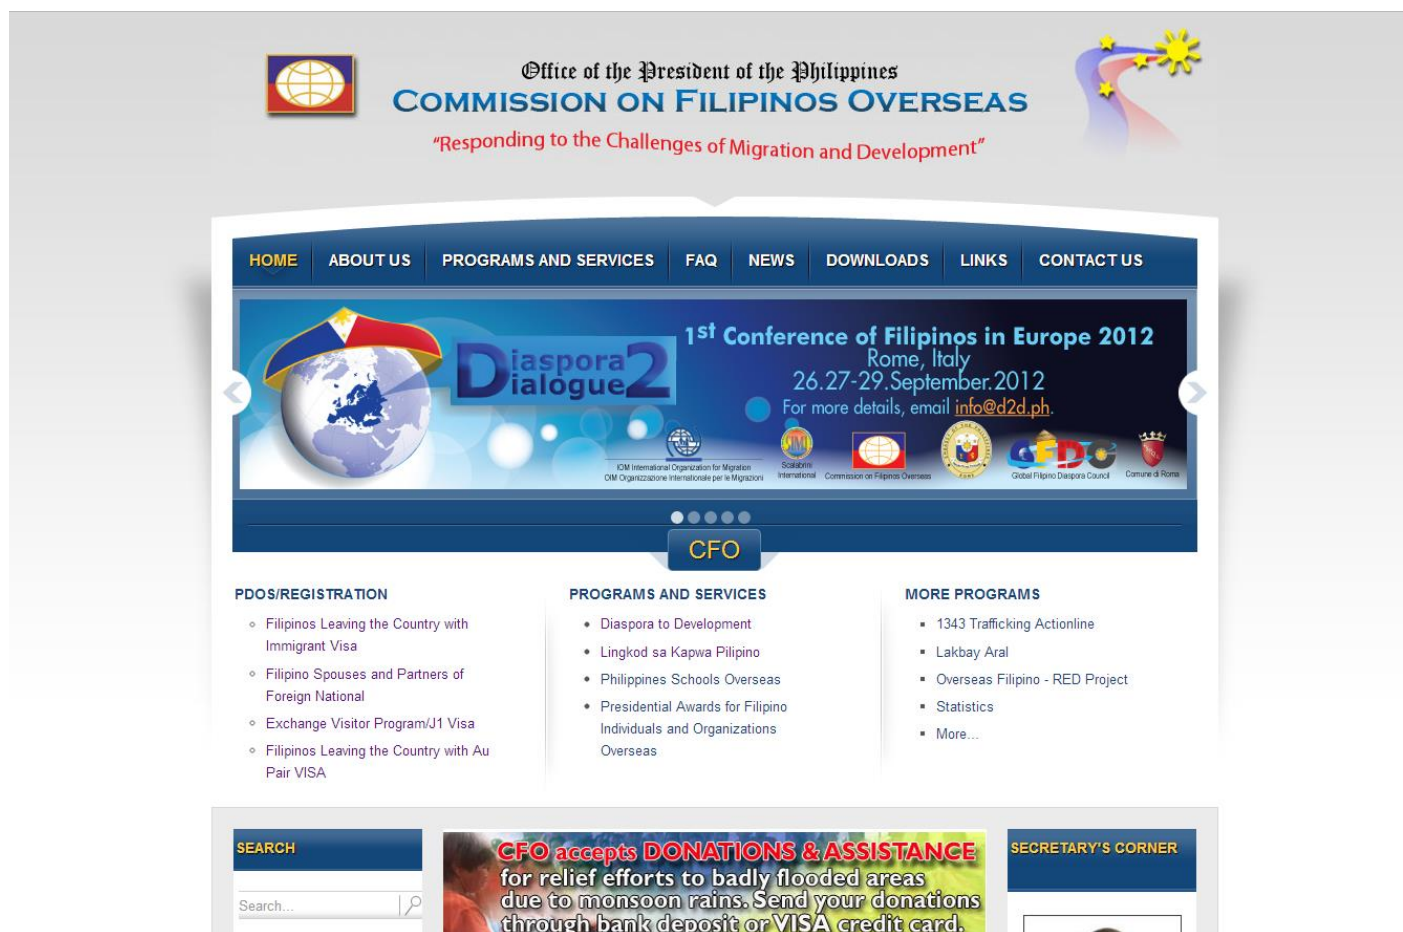 Office of the President of the Philippines
COMMISSION ON FILIPINOS OVERSEAS
"Responding to the Challenges of Migration and Development"
HOME
ABOUT US
PROGRAMS AND SERVICES
FAQ
NEWS
DOWNLOADS
LINKS
CONTACT US
Diaspora
Dialogue 2
1st Conference of Filipinos in Europe 2012
Rome, Italy
26.27-29.September.2012
For more details, email info@d2d.ph.
IOM International Organization for Migration
OIM Organizzazione Internationale per le Migrazioni
SIMI
Scalabrini
International
Commission on Filipinos Overseas
GFDC
Global Filipino Diaspora Council
Comune di Roma
CFO
PDOS/REGISTRATION
Filipinos Leaving the Country with
Immigrant Visa
Filipino Spouses and Partners of
Foreign National
Exchange Visitor Program/J1 Visa
Filipinos Leaving the Country with Au
Pair VISA
PROGRAMS AND SERVICES
Diaspora to Development
Lingkod sa Kapwa Pilipino
Philippines Schools Overseas
Presidential Awards for Filipino
Individuals and Organizations
Overseas
MORE PROGRAMS
1343 Trafficking Actionline
Lakbay Aral
Overseas Filipino - RED Project
Statistics
More...
SEARCH
Search...
CFO accepts DONATIONS & ASSISTANCE
for relief efforts to badly flooded areas
due to monsoon rains. Send your donations
through bank deposit or VISA credit card.
SECRETARY'S CORNER